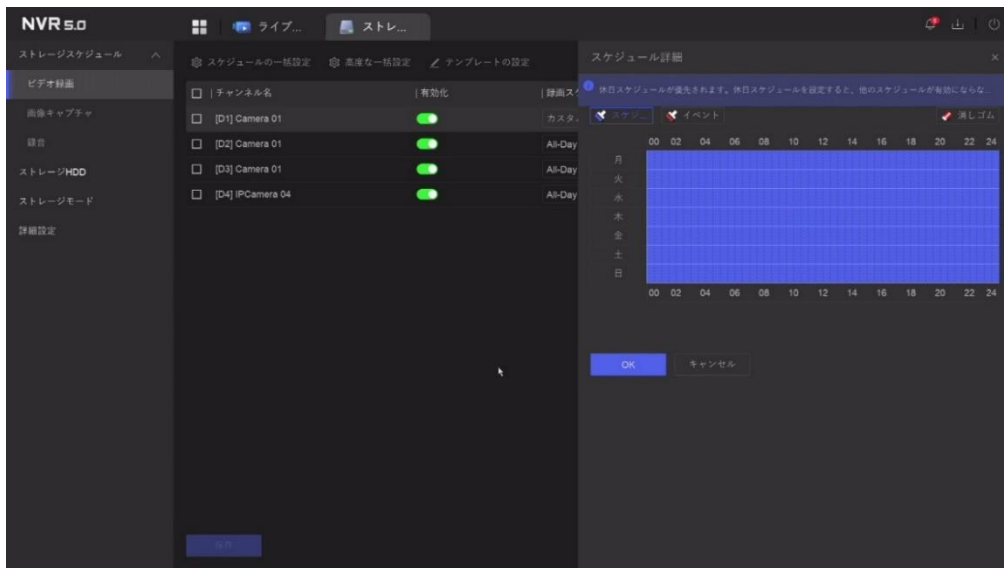 NVR 5.0
ライブ...
ストレ...
ストレージスケジュール
ビデオ録画
画像キャプチャ
録音
ストレージHDD
ストレージモード
詳細設定
スケジュールの一括設定 高度な一括設定 テンプレートの設定
チャンネル名 | 有効化 | 録画ス
[D1] Camera 01 カスタ
[D2] Camera 01 All-Day
[D3] Camera 01 All-Day
[D4] IPCamera 04 All-Day
保存
スケジュール詳細
休日スケジュールが優先されます。休日スケジュールを設定すると、他のスケジュールが有効にならな...
スケジ... イベント 消しゴム
00 02 04 06 08 10 12 14 16 18 20 22 24
月
火
水
木
金
土
日
00 02 04 06 08 10 12 14 16 18 20 22 24
OK キャンセル